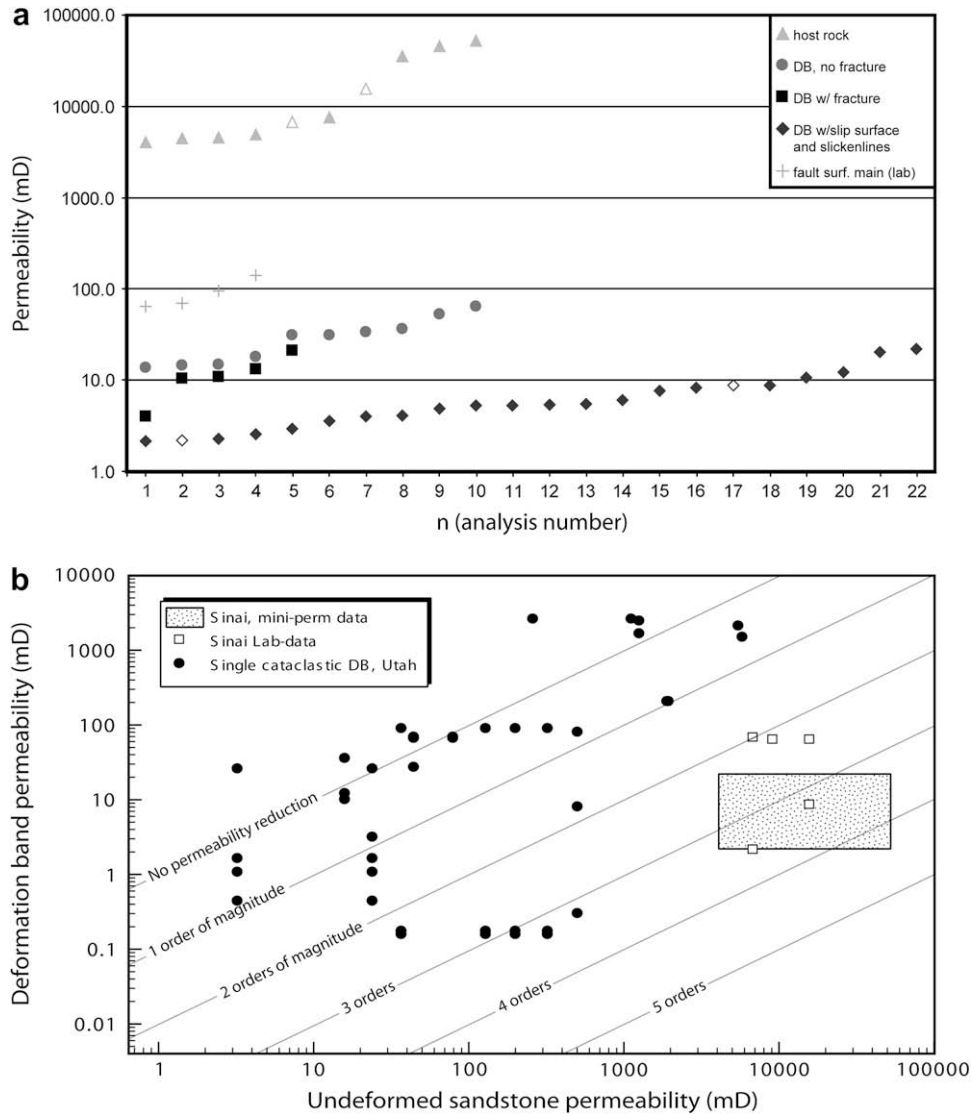 a
100000.0
10000.0
1000.0
100.0
10.0
1.0
Permeability (mD)
host rock
DB, no fracture
DB w/ fracture
DB w/slip surface
and slickenlines
fault surf. main (lab)
1 2 3 4 5 6 7 8 9 10 11 12 13 14 15 16 17 18 19 20 21 22
n (analysis number)
b
10000
1000
100
10
1
0.1
0.01
Deformation band permeability (mD)
Sinai, mini-perm data
Sinai Lab-data
Single cataclastic DB, Utah
No permeability reduction
1 order of magnitude
2 orders of magnitude
3 orders
4 orders
5 orders
1 10 100 1000 10000 100000
Undeformed sandstone permeability (mD)